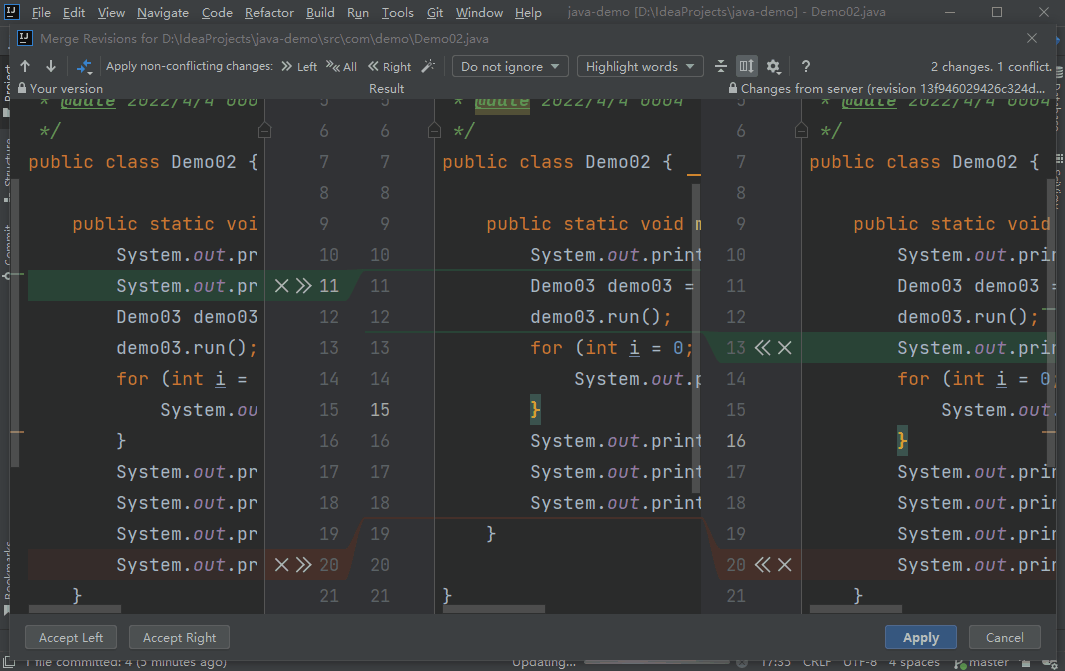 File Edit View Navigate Code Refactor Build Run Tools Git Window Help java-demo [D:\IdeaProjects\java-demo] - Demo02.java
Merge Revisions for D:\IdeaProjects\java-demo\src\com\demo\Demo02.java
Apply non-conflicting changes: Left All Right Do not ignore Highlight words ? 2 changes. 1 conflict.
Your version Result Changes from server (revision 13f946029426c324d...
* @date 2022/4/4 0004 5 5 * @date 2022/4/4 0004 5 * @date 2022/4/4 0004
*/ 6 6 */ 6 */
public class Demo02 { 7 7 public class Demo02 { 7 public class Demo02 {
8 8 8
public static voi 9 9 public static void m 9 public static void
System.out.pr 10 10 System.out.print 10 System.out.prin
System.out.pr 11 11 Demo03 demo03 = 11 Demo03 demo03 =
Demo03 demo03 12 12 demo03.run(); 12 demo03.run();
demo03.run(); 13 13 for (int i = 0; 13 System.out.prin
for (int i = 14 14 System.out.p 14 for (int i = 0;
System.ou 15 15 } 15 System.out.
} 16 16 System.out.print 16 }
System.out.pr 17 17 System.out.print 17 System.out.prin
System.out.pr 18 18 System.out.print 18 System.out.prin
System.out.pr 19 19 } 19 System.out.prin
System.out.pr 20 20 20 System.out.prin
} 21 21 } 21 }
Accept Left Accept Right Apply Cancel
1 file committed: 4 (5 minutes ago) Updating... 17:35 CRLF UTF-8 4 spaces master
Project
Structure
Commit
Bookmarks